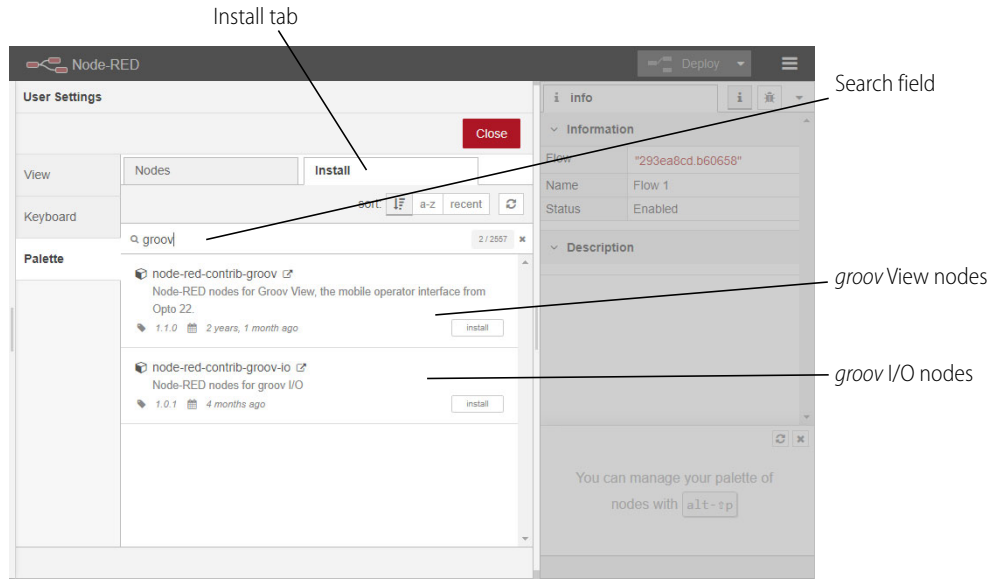 Install tab
Node-RED
Deploy
User Settings
Close
View
Keyboard
Palette
Nodes
Install
sort:
a-z
recent
groov
2 / 2557
node-red-contrib-groov
Node-RED nodes for Groov View, the mobile operator interface from
Opto 22.
1.1.0
2 years, 1 month ago
install
node-red-contrib-groov-io
Node-RED nodes for groov I/O
1.0.1
4 months ago
install
info
Information
Flow
"293ea8cd.b60658"
Name
Flow 1
Status
Enabled
Description
You can manage your palette of
nodes with alt-⇧p
Search field
groov View nodes
groov I/O nodes